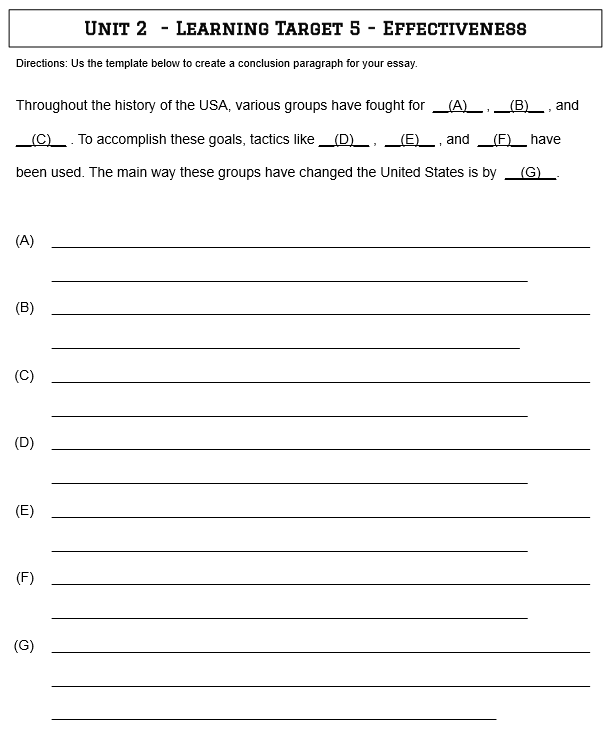 Unit 2 - Learning Target 5 - Effectiveness
Directions: Us the template below to create a conclusion paragraph for your essay.
Throughout the history of the USA, various groups have fought for __(A)__ , __(B)__ , and
__(C)__ . To accomplish these goals, tactics like __(D)__ , __(E)__ , and __(F)__ have
been used. The main way these groups have changed the United States is by __(G)__.
(A)
(B)
(C)
(D)
(E)
(F)
(G)